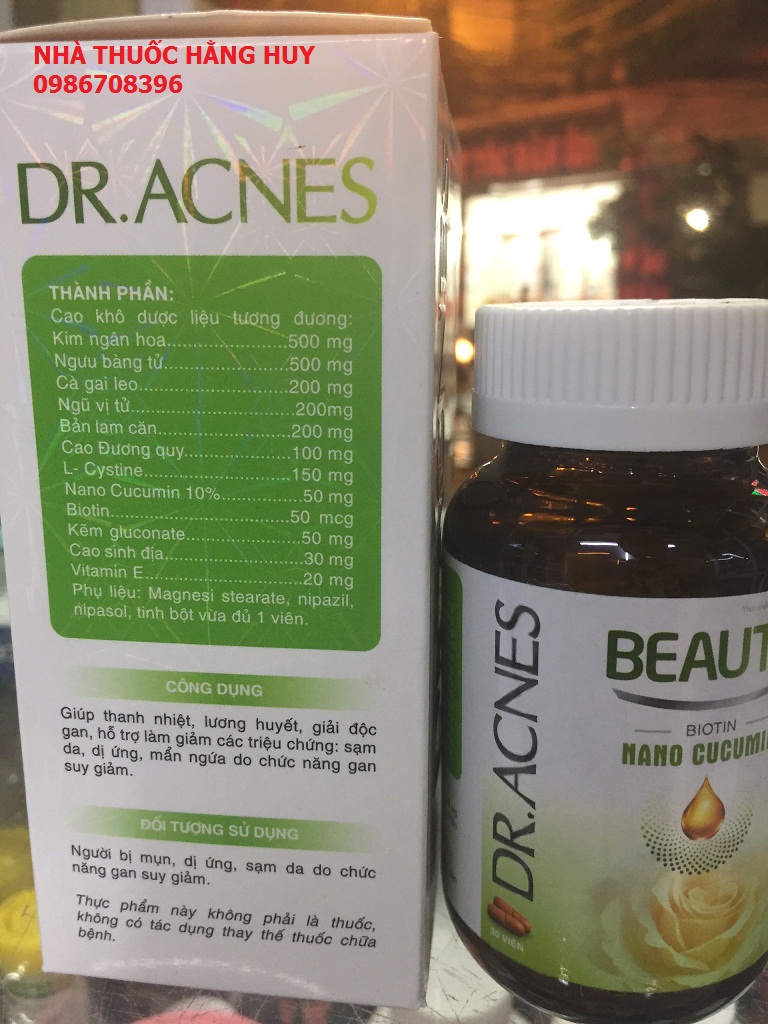 NHÀ THUỐC HẰNG HUY
0986708396
DR.ACNES
THÀNH PHẦN:
Cao khô dược liệu tương đương:
Kim ngân hoa.....................500 mg
Ngưu bàng tử.....................500 mg
Cà gai leo...........................200 mg
Ngũ vị tử............................200mg
Bản lam căn.......................200 mg
Cao Đương quy..................100 mg
L- Cystine...........................150 mg
Nano Cucumin 10%..............50 mg
Biotin...................................50 mcg
Kẽm gluconate....................50 mg
Cao sinh địa........................30 mg
Vitamin E............................20 mg
Phụ liệu: Magnesi stearate, nipazil,
nipasol, tinh bột vừa đủ 1 viên.
CÔNG DỤNG
Giúp thanh nhiệt, lương huyết, giải độc
gan, hỗ trợ làm giảm các triệu chứng: sạm
da, dị ứng, mẩn ngứa do chức năng gan
suy giảm.
ĐỐI TƯỢNG SỬ DỤNG
Người bị mụn, dị ứng, sạm da do chức
năng gan suy giảm.
Thực phẩm này không phải là thuốc,
không có tác dụng thay thế thuốc chữa
bệnh.
DR.ACNES
30 VIÊN
BEAUT
BIOTIN
NANO CUCUMI